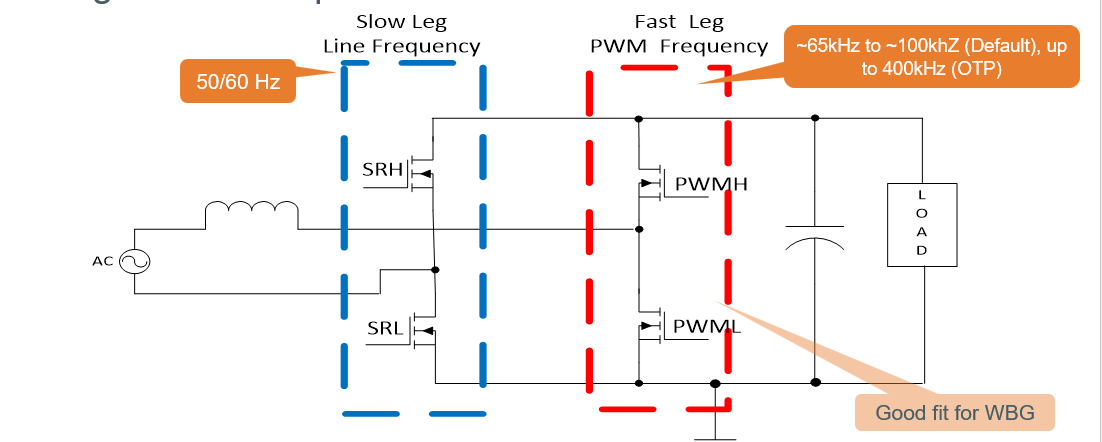 Slow Leg
Line Frequency
Fast Leg
PWM Frequency
~65kHz to ~100khZ (Default), up
to 400kHz (OTP)
50/60 Hz
SRH
PWMH
L
O
A
D
AC
SRL
PWML
Good fit for WBG